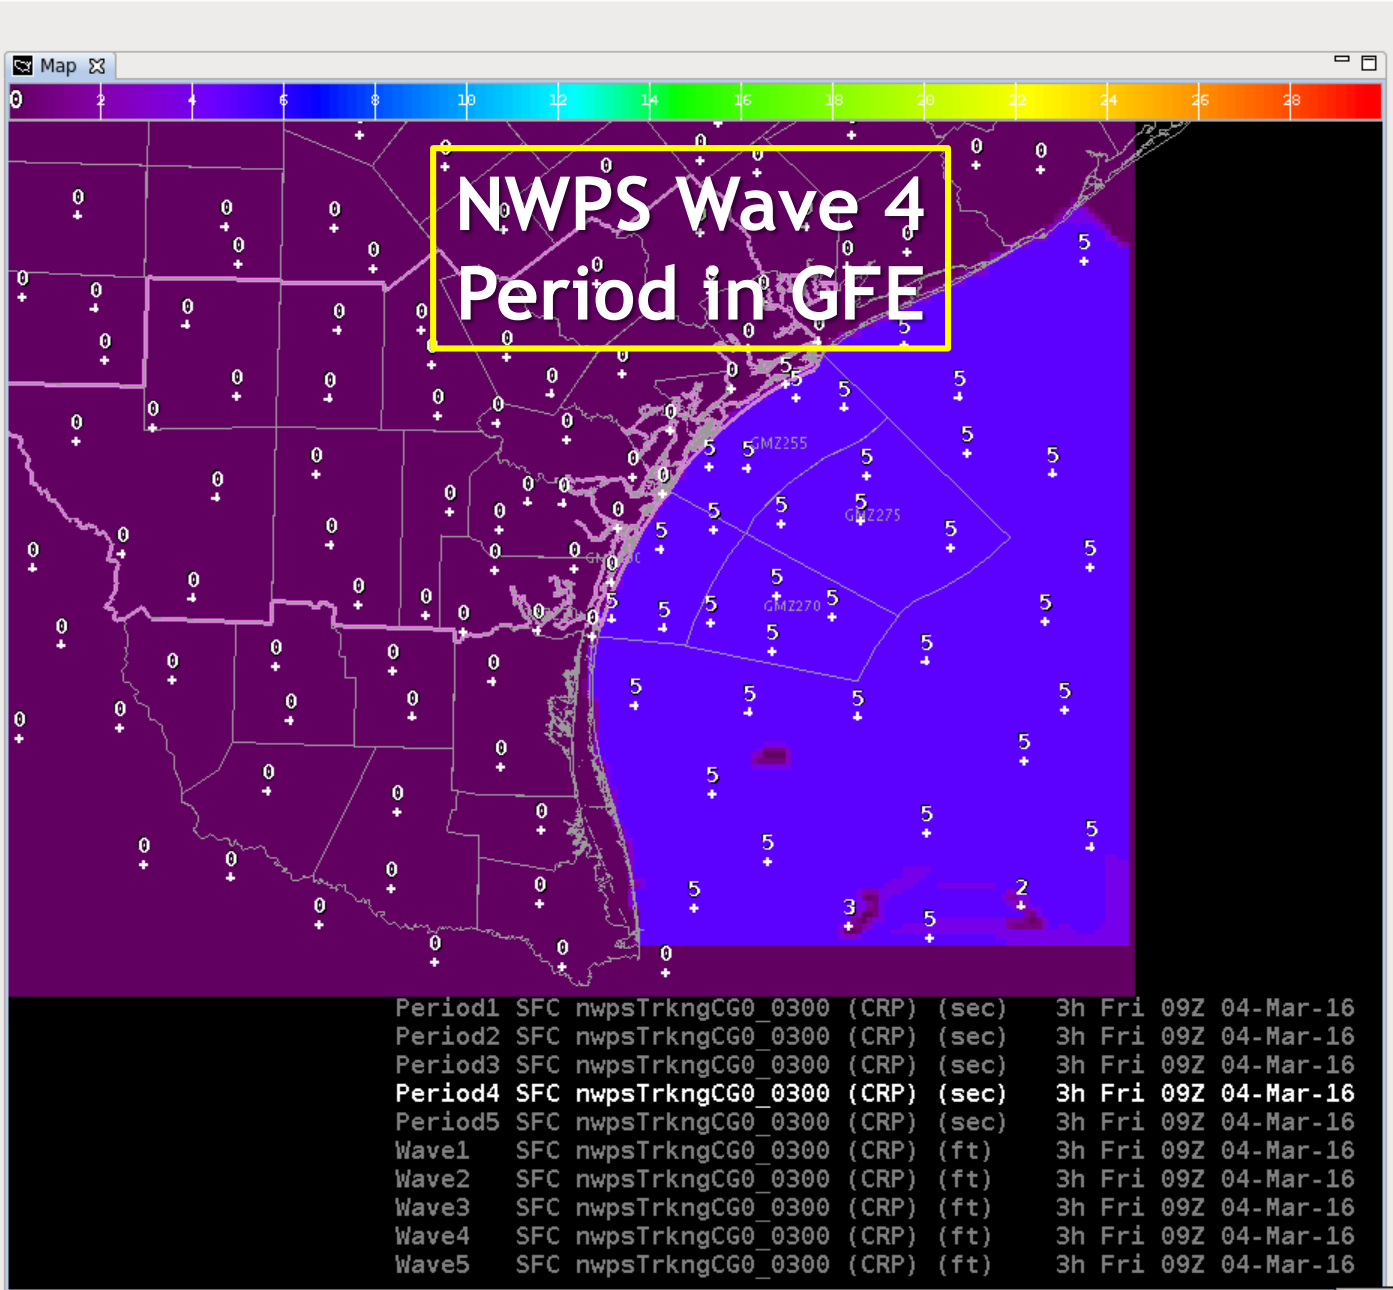 Map
0 2 4 6 8 10 12 14 16 18 20 22 24 26 28
NWPS Wave 4
Period in GFE
GMZ255
GMZ275
GMZ270
Period1 SFC nwpsTrkngCG0_0300 (CRP) (sec) 3h Fri 09Z 04-Mar-16
Period2 SFC nwpsTrkngCG0_0300 (CRP) (sec) 3h Fri 09Z 04-Mar-16
Period3 SFC nwpsTrkngCG0_0300 (CRP) (sec) 3h Fri 09Z 04-Mar-16
Period4 SFC nwpsTrkngCG0_0300 (CRP) (sec) 3h Fri 09Z 04-Mar-16
Period5 SFC nwpsTrkngCG0_0300 (CRP) (sec) 3h Fri 09Z 04-Mar-16
Wave1 SFC nwpsTrkngCG0_0300 (CRP) (ft) 3h Fri 09Z 04-Mar-16
Wave2 SFC nwpsTrkngCG0_0300 (CRP) (ft) 3h Fri 09Z 04-Mar-16
Wave3 SFC nwpsTrkngCG0_0300 (CRP) (ft) 3h Fri 09Z 04-Mar-16
Wave4 SFC nwpsTrkngCG0_0300 (CRP) (ft) 3h Fri 09Z 04-Mar-16
Wave5 SFC nwpsTrkngCG0_0300 (CRP) (ft) 3h Fri 09Z 04-Mar-16